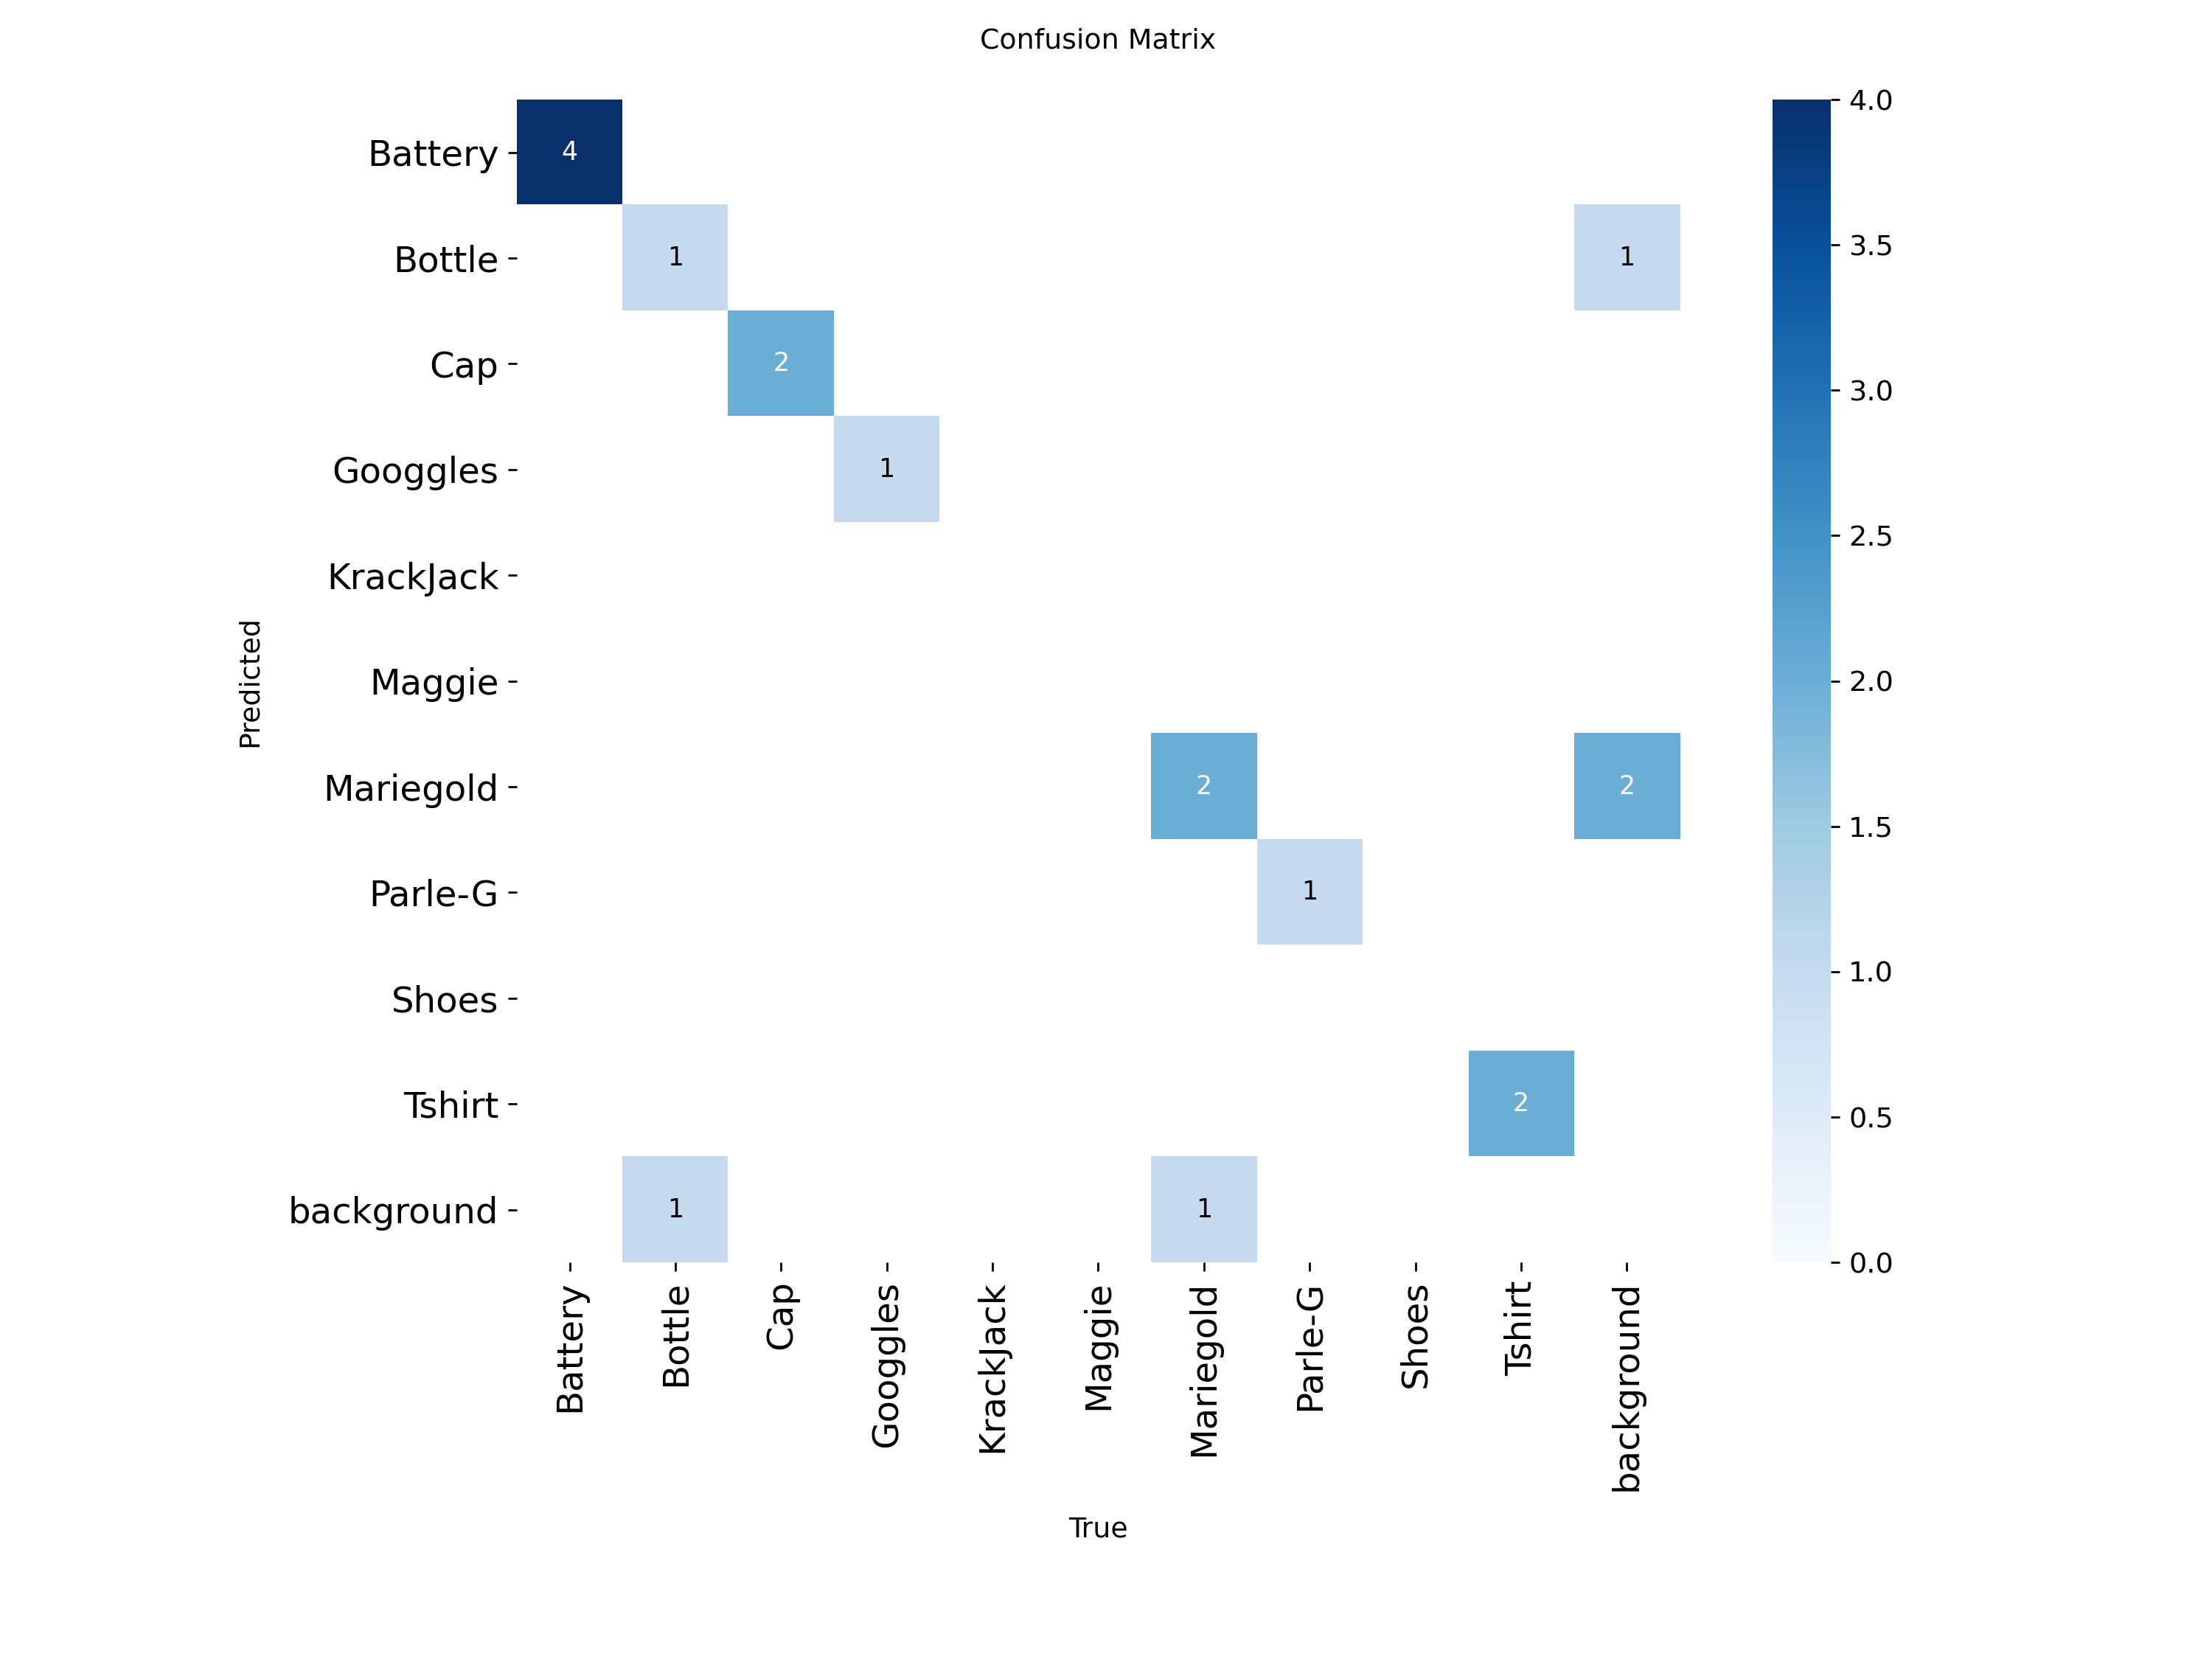 Confusion Matrix
Battery
Bottle
Cap
Googgles
KrackJack
Maggie
Mariegold
Parle-G
Shoes
Tshirt
background
Predicted
4
1 1
2
1
2 2
1
2
1 1
Battery
Bottle
Cap
Googgles
KrackJack
Maggie
Mariegold
Parle-G
Shoes
Tshirt
background
True
4.0
3.5
3.0
2.5
2.0
1.5
1.0
0.5
0.0